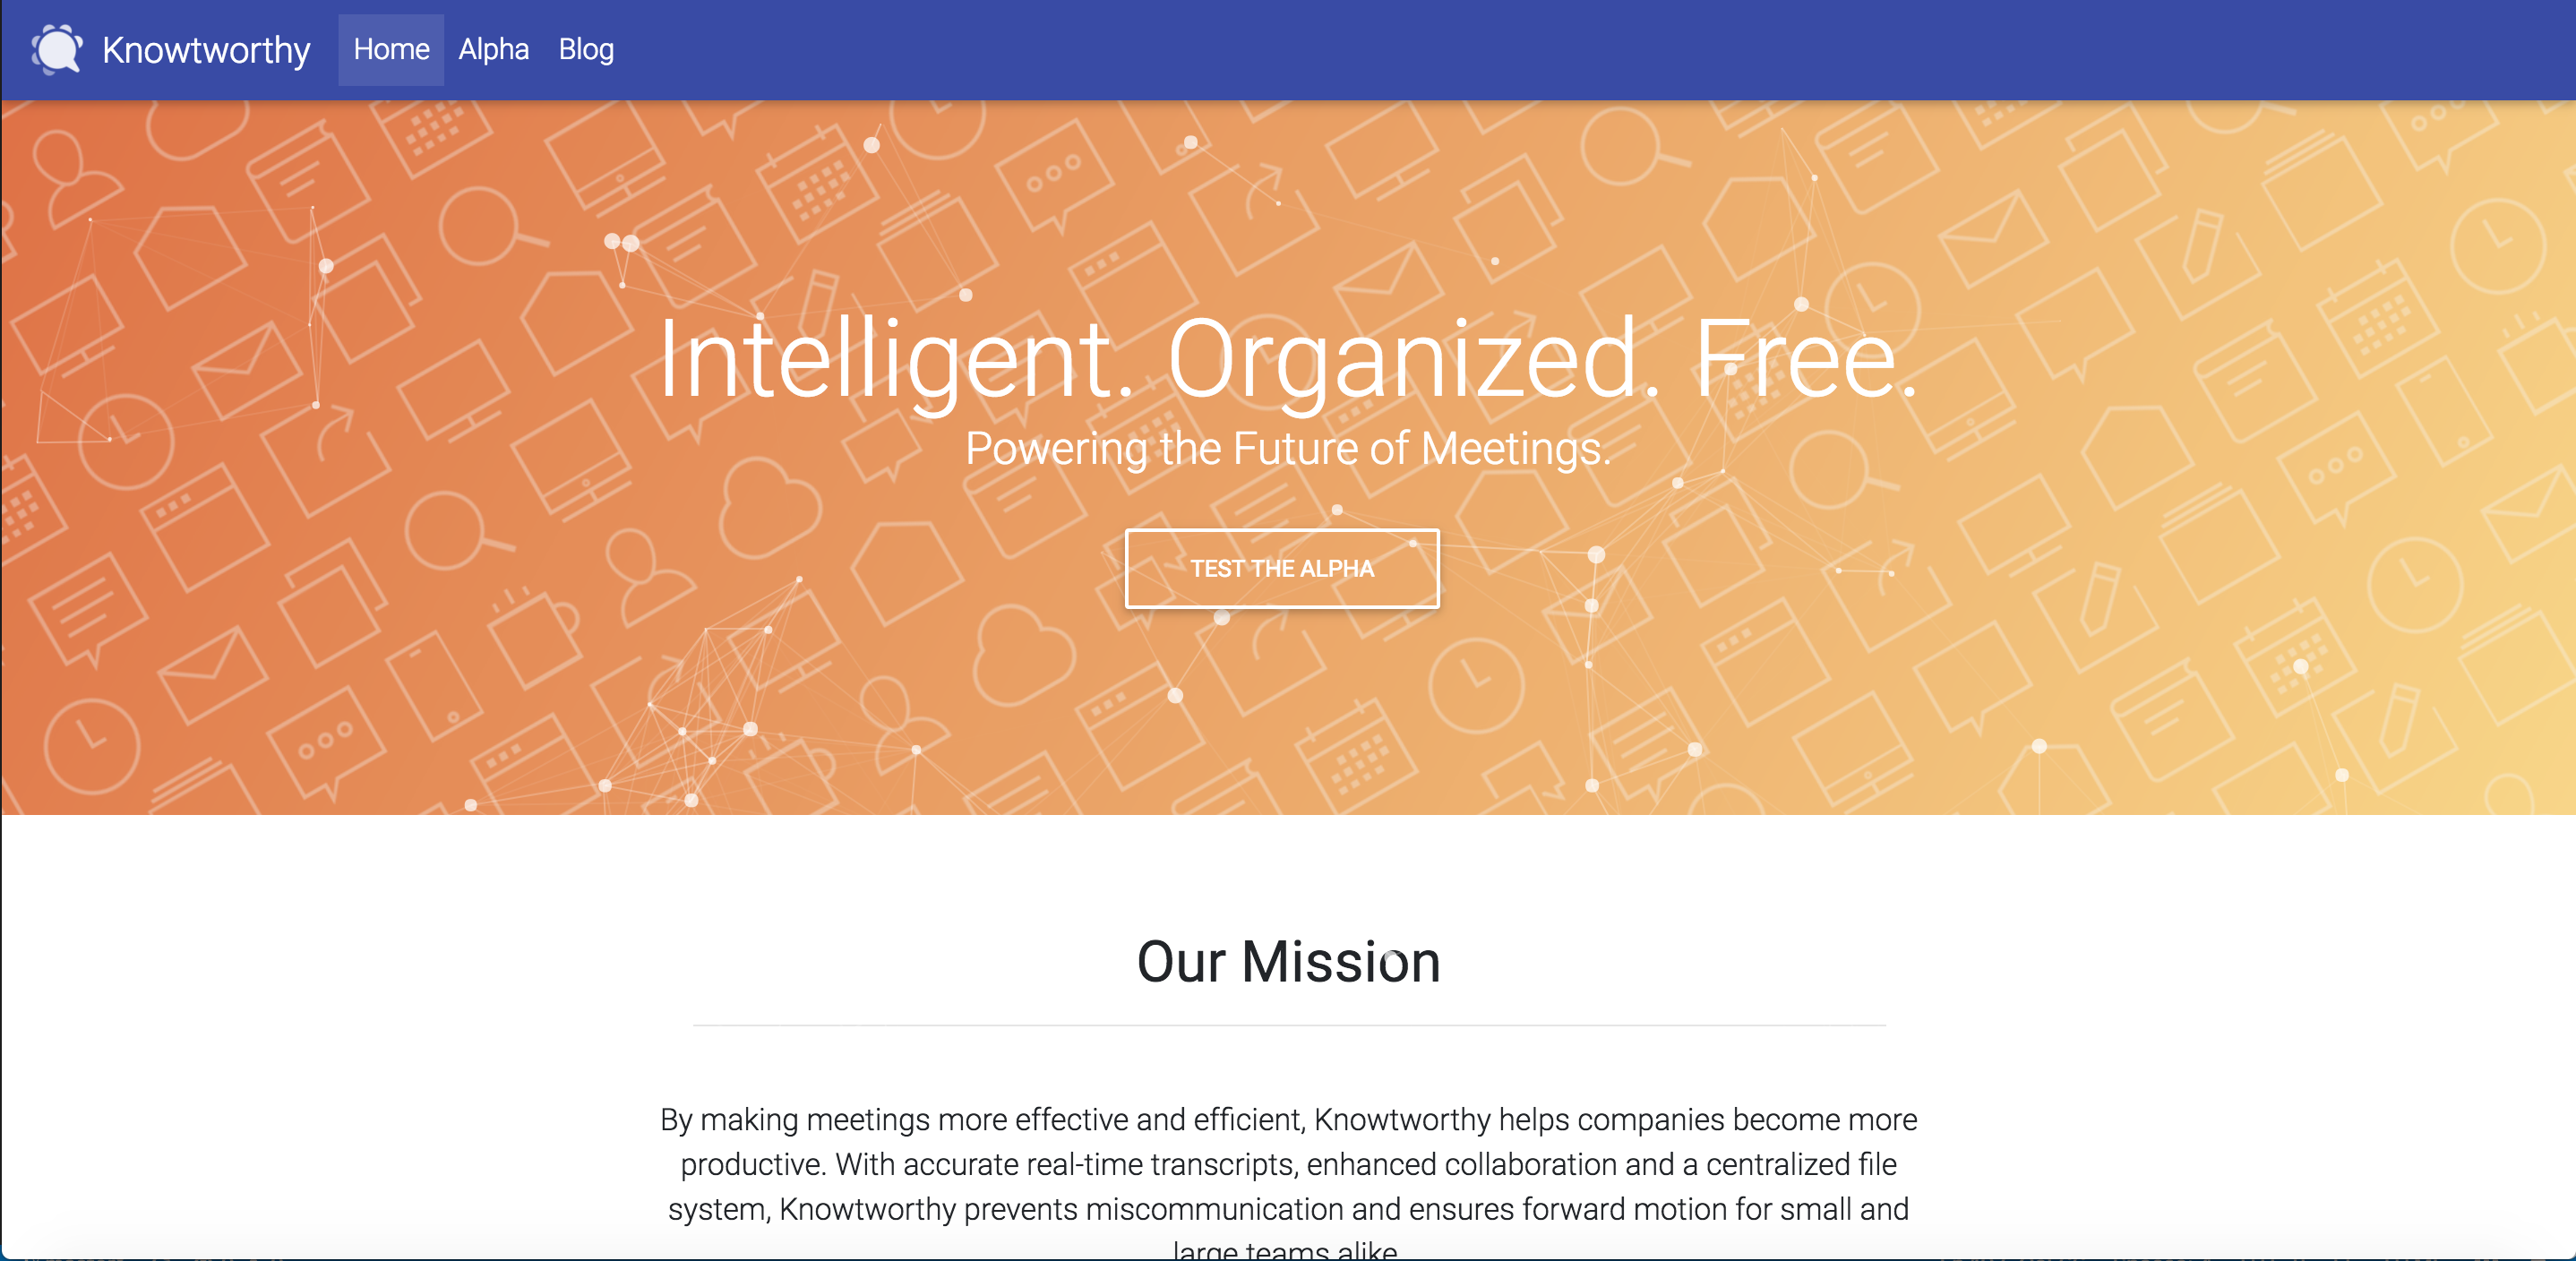 Knowtworthy Home Alpha Blog
Intelligent. Organized. Free.
Powering the Future of Meetings.
TEST THE ALPHA
Our Mission
By making meetings more effective and efficient, Knowtworthy helps companies become more
productive. With accurate real-time transcripts, enhanced collaboration and a centralized file
system, Knowtworthy prevents miscommunication and ensures forward motion for small and
large teams alike